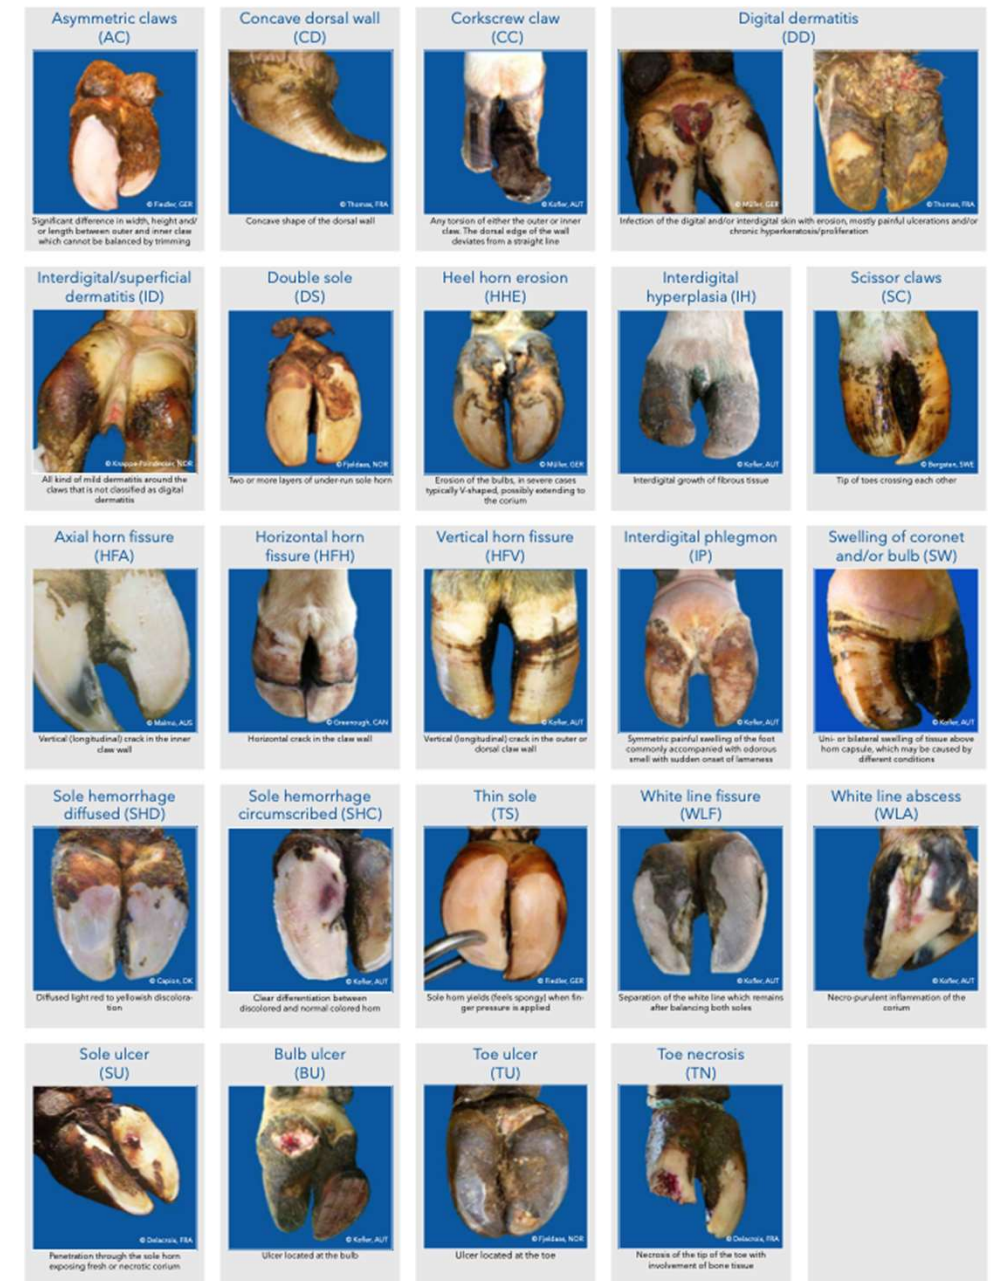 Asymmetric claws
(AC)
© Fiedler, GER
Significant difference in width, height and/
or length between outer and inner claw
which cannot be balanced by trimming
Concave dorsal wall
(CD)
© Thomas, FRA
Concave shape of the dorsal wall
Corkscrew claw
(CC)
© Kofler, AUT
Any torsion of either the outer or inner
claw. The dorsal edge of the wall
deviates from a straight line
Digital dermatitis
(DD)
© Müller, GER
© Thomas, FRA
Infection of the digital and/or interdigital skin with erosion, mostly painful ulcerations and/or
chronic hyperkeratosis/proliferation
Interdigital/superficial
dermatitis (ID)
NOR
All kind of mild dermatitis around the
claws that is not classified as digital
dermatitis
Double sole
(DS)
© Fjeldaas, NOR
Two or more layers of under-run sole horn
Heel horn erosion
(HHE)
© Müller, GER
Erosion of the bulbs, in severe cases
typically V-shaped, possibly extending to
the corium
Interdigital
hyperplasia (IH)
© Kofler, AUT
Interdigital growth of fibrous tissue
Scissor claws
(SC)
© Bergsten, SWE
Tip of toes crossing each other
Axial horn fissure
(HFA)
© Malmo, AUS
Vertical (longitudinal) crack in the inner
claw wall
Horizontal horn
fissure (HFH)
© Greenough, CAN
Horizontal crack in the claw wall
Vertical horn fissure
(HFV)
© Kofler, AUT
Vertical (longitudinal) crack in the outer or
dorsal claw wall
Interdigital phlegmon
(IP)
© Kofler, AUT
Symmetric painful swelling of the foot
commonly accompanied with odorous
smell with sudden onset of lameness
Swelling of coronet
and/or bulb (SW)
© Kofler, AUT
Uni- or bilateral swelling of tissue above
horn capsule, which may be caused by
different conditions
Sole hemorrhage
diffused (SHD)
© Capion, DK
Diffused light red to yellowish discolora-
tion
Sole hemorrhage
circumscribed (SHC)
© Kofler, AUT
Clear differentiation between
discolored and normal colored horn
Thin sole
(TS)
© Fiedler, GER
Sole horn yields (feels spongy) when fin-
ger pressure is applied
White line fissure
(WLF)
© Kofler, AUT
Separation of the white line which remains
after balancing both soles
White line abscess
(WLA)
© Kofler, AUT
Necro-purulent inflammation of the
corium
Sole ulcer
(SU)
© Delacroix, FRA
Penetration through the sole horn
exposing fresh or necrotic corium
Bulb ulcer
(BU)
© Kofler, AUT
Ulcer located at the bulb
Toe ulcer
(TU)
© Fjeldaas, NOR
Ulcer located at the toe
Toe necrosis
(TN)
© Delacroix, FRA
Necrosis of the tip of the toe with
involvement of bone tissue